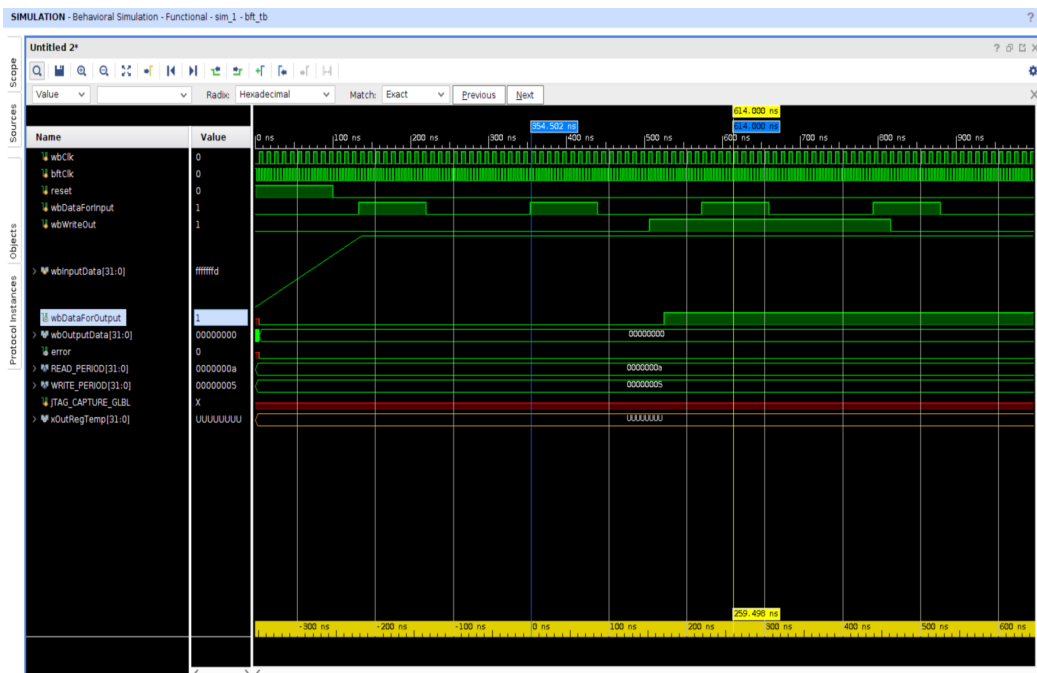 SIMULATION - Behavioral Simulation - Functional - sim_1 - bft_tb ?
Untitled 2*
Scope
Sources
Objects
Protocol Instances
Value Radix: Hexadecimal Match: Exact Previous Next
614.000 ns
354.502 ns 614.000 ns
Name Value 0 ns 100 ns 200 ns 300 ns 400 ns 500 ns 600 ns 700 ns 800 ns 900 ns
wbClk 0
bftClk 0
reset 0
wbDataForInput 1
wbWriteOut 1
> wbInputData[31:0] fffffffd
wbDataForOutput 1
> wbOutputData[31:0] 00000000 00000000
error 0
> READ_PERIOD[31:0] 0000000a 0000000a
> WRITE_PERIOD[31:0] 00000005 00000005
JTAG_CAPTURE_GLBL X
> xOutRegTemp[31:0] UUUUUUUU UUUUUUUU
259.498 ns
-300 ns -200 ns -100 ns 0 ns 100 ns 200 ns 300 ns 400 ns 500 ns 600 ns